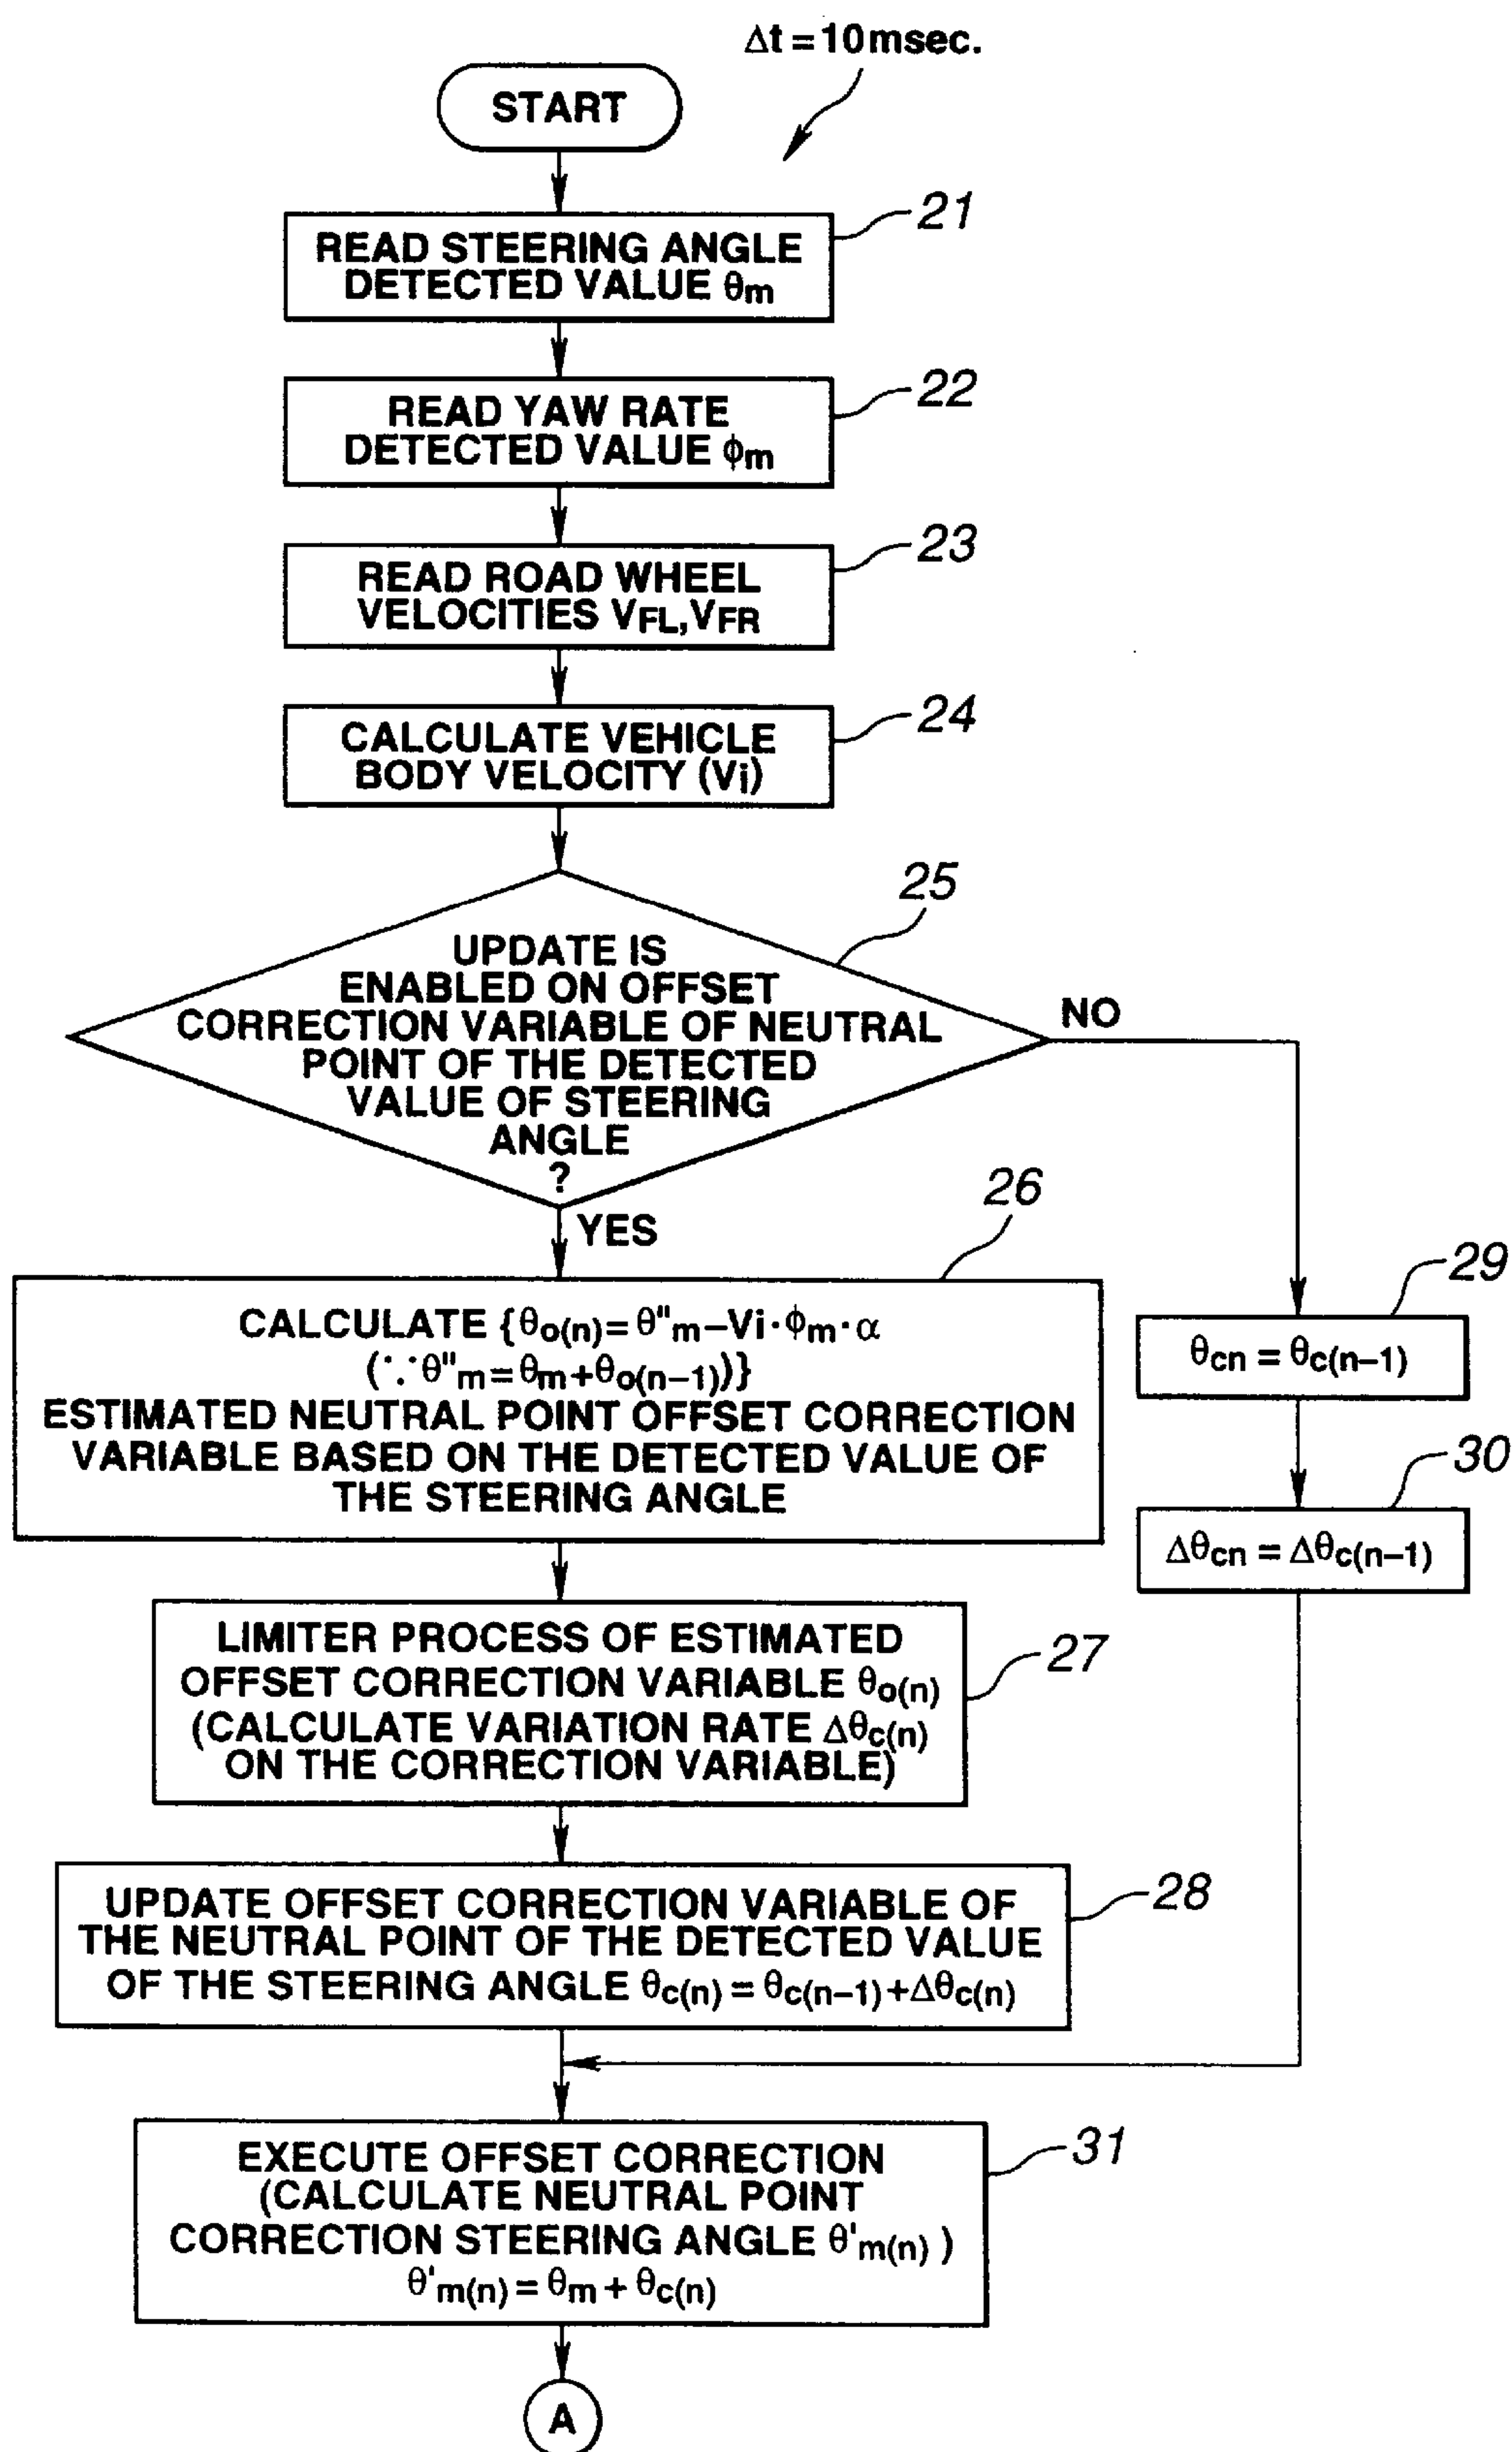 Δt = 10 msec.
START
21
READ STEERING ANGLE
DETECTED VALUE θm
22
READ YAW RATE
DETECTED VALUE ϕm
23
READ ROAD WHEEL
VELOCITIES VFL,VFR
24
CALCULATE VEHICLE
BODY VELOCITY (Vi)
25
UPDATE IS
ENABLED ON OFFSET
CORRECTION VARIABLE OF NEUTRAL
POINT OF THE DETECTED
VALUE OF STEERING
ANGLE
?
NO
YES
26
CALCULATE {θo(n)= θ"m−Vi·ϕm·α
(∵θ"m=θm+θo(n−1))}
ESTIMATED NEUTRAL POINT OFFSET CORRECTION
VARIABLE BASED ON THE DETECTED VALUE OF
THE STEERING ANGLE
29
θcn = θc(n−1)
30
Δθcn = Δθc(n−1)
27
LIMITER PROCESS OF ESTIMATED
OFFSET CORRECTION VARIABLE θo(n)
(CALCULATE VARIATION RATE Δθc(n)
ON THE CORRECTION VARIABLE)
28
UPDATE OFFSET CORRECTION VARIABLE OF
THE NEUTRAL POINT OF THE DETECTED VALUE
OF THE STEERING ANGLE θc(n) = θc(n−1)+Δθc(n)
31
EXECUTE OFFSET CORRECTION
(CALCULATE NEUTRAL POINT
CORRECTION STEERING ANGLE θ'm(n) )
θ'm(n) = θm + θc(n)
A